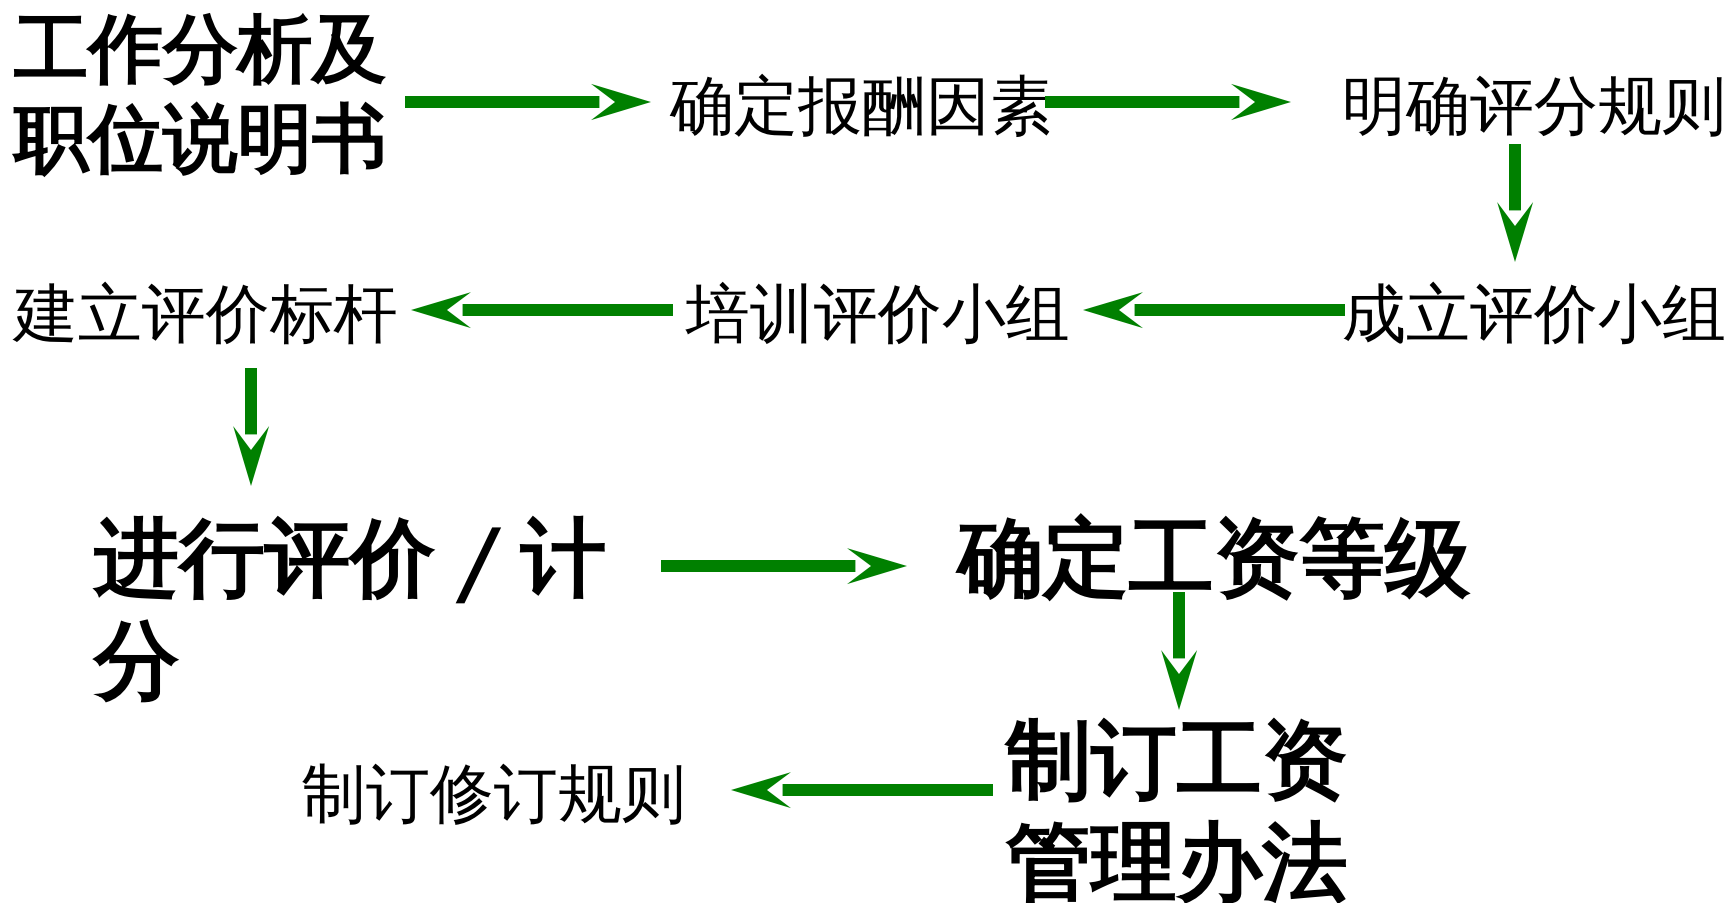 工作分析及
职位说明书
确定报酬因素
明确评分规则
建立评价标杆
培训评价小组
成立评价小组
进行评价/计
分
确定工资等级
制订修订规则
制订工资
管理办法